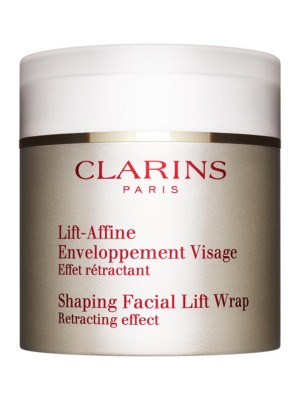 CLARINS
PARIS
Lift-Affine
Enveloppement Visage
Effet rétractant
Shaping Facial Lift Wrap
Retracting effect